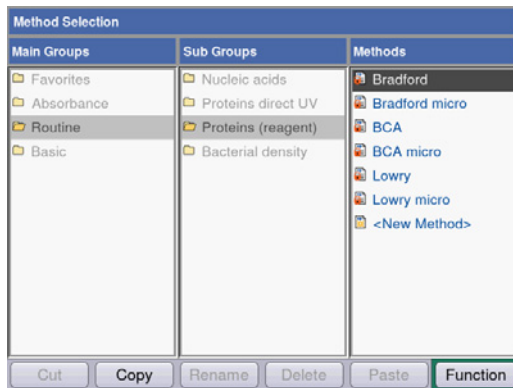 Method Selection
Main Groups
Favorites
Absorbance
Routine
Basic
Sub Groups
Nucleic acids
Proteins direct UV
Proteins (reagent)
Bacterial density
Methods
Bradford
Bradford micro
BCA
BCA micro
Lowry
Lowry micro
<New Method>
Cut Copy Rename Delete Paste Function